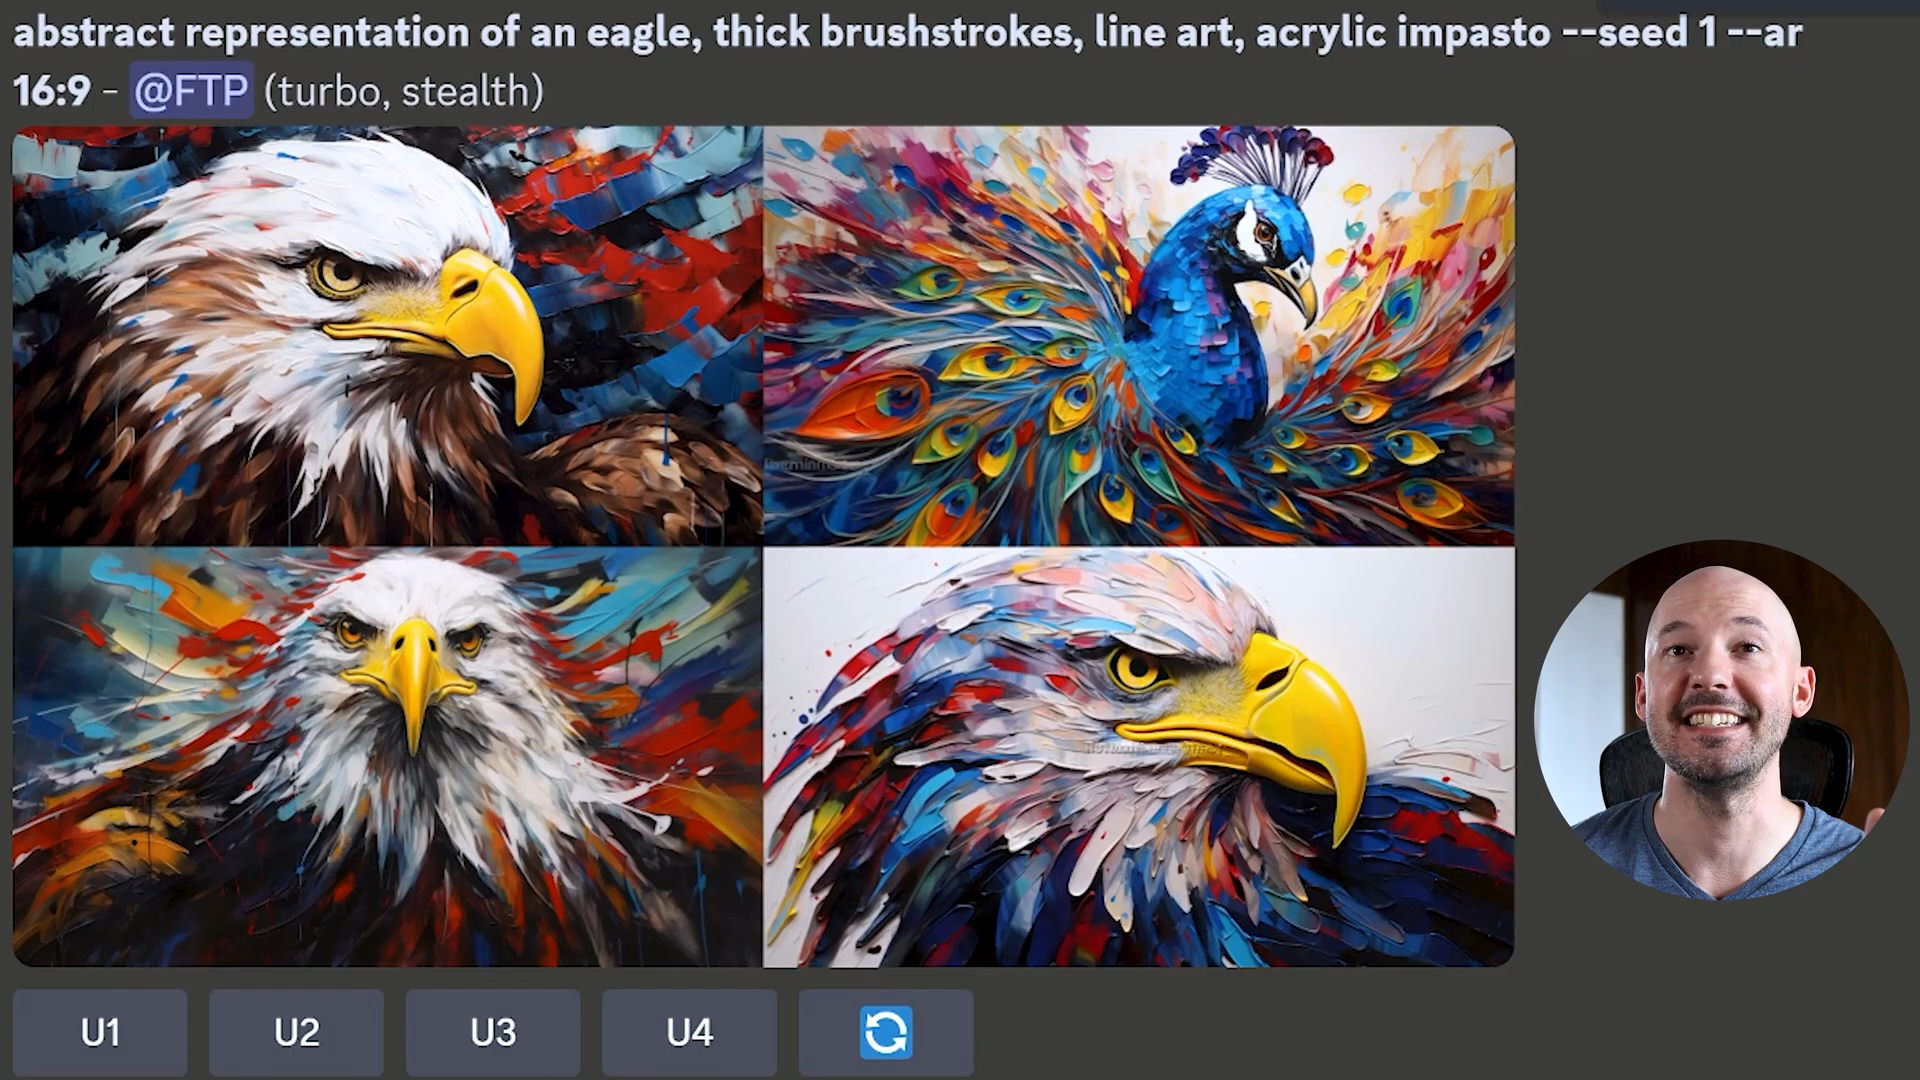 abstract representation of an eagle, thick brushstrokes, line art, acrylic impasto --seed 1 --ar
16:9 - @FTP (turbo, stealth)
U1 U2 U3 U4